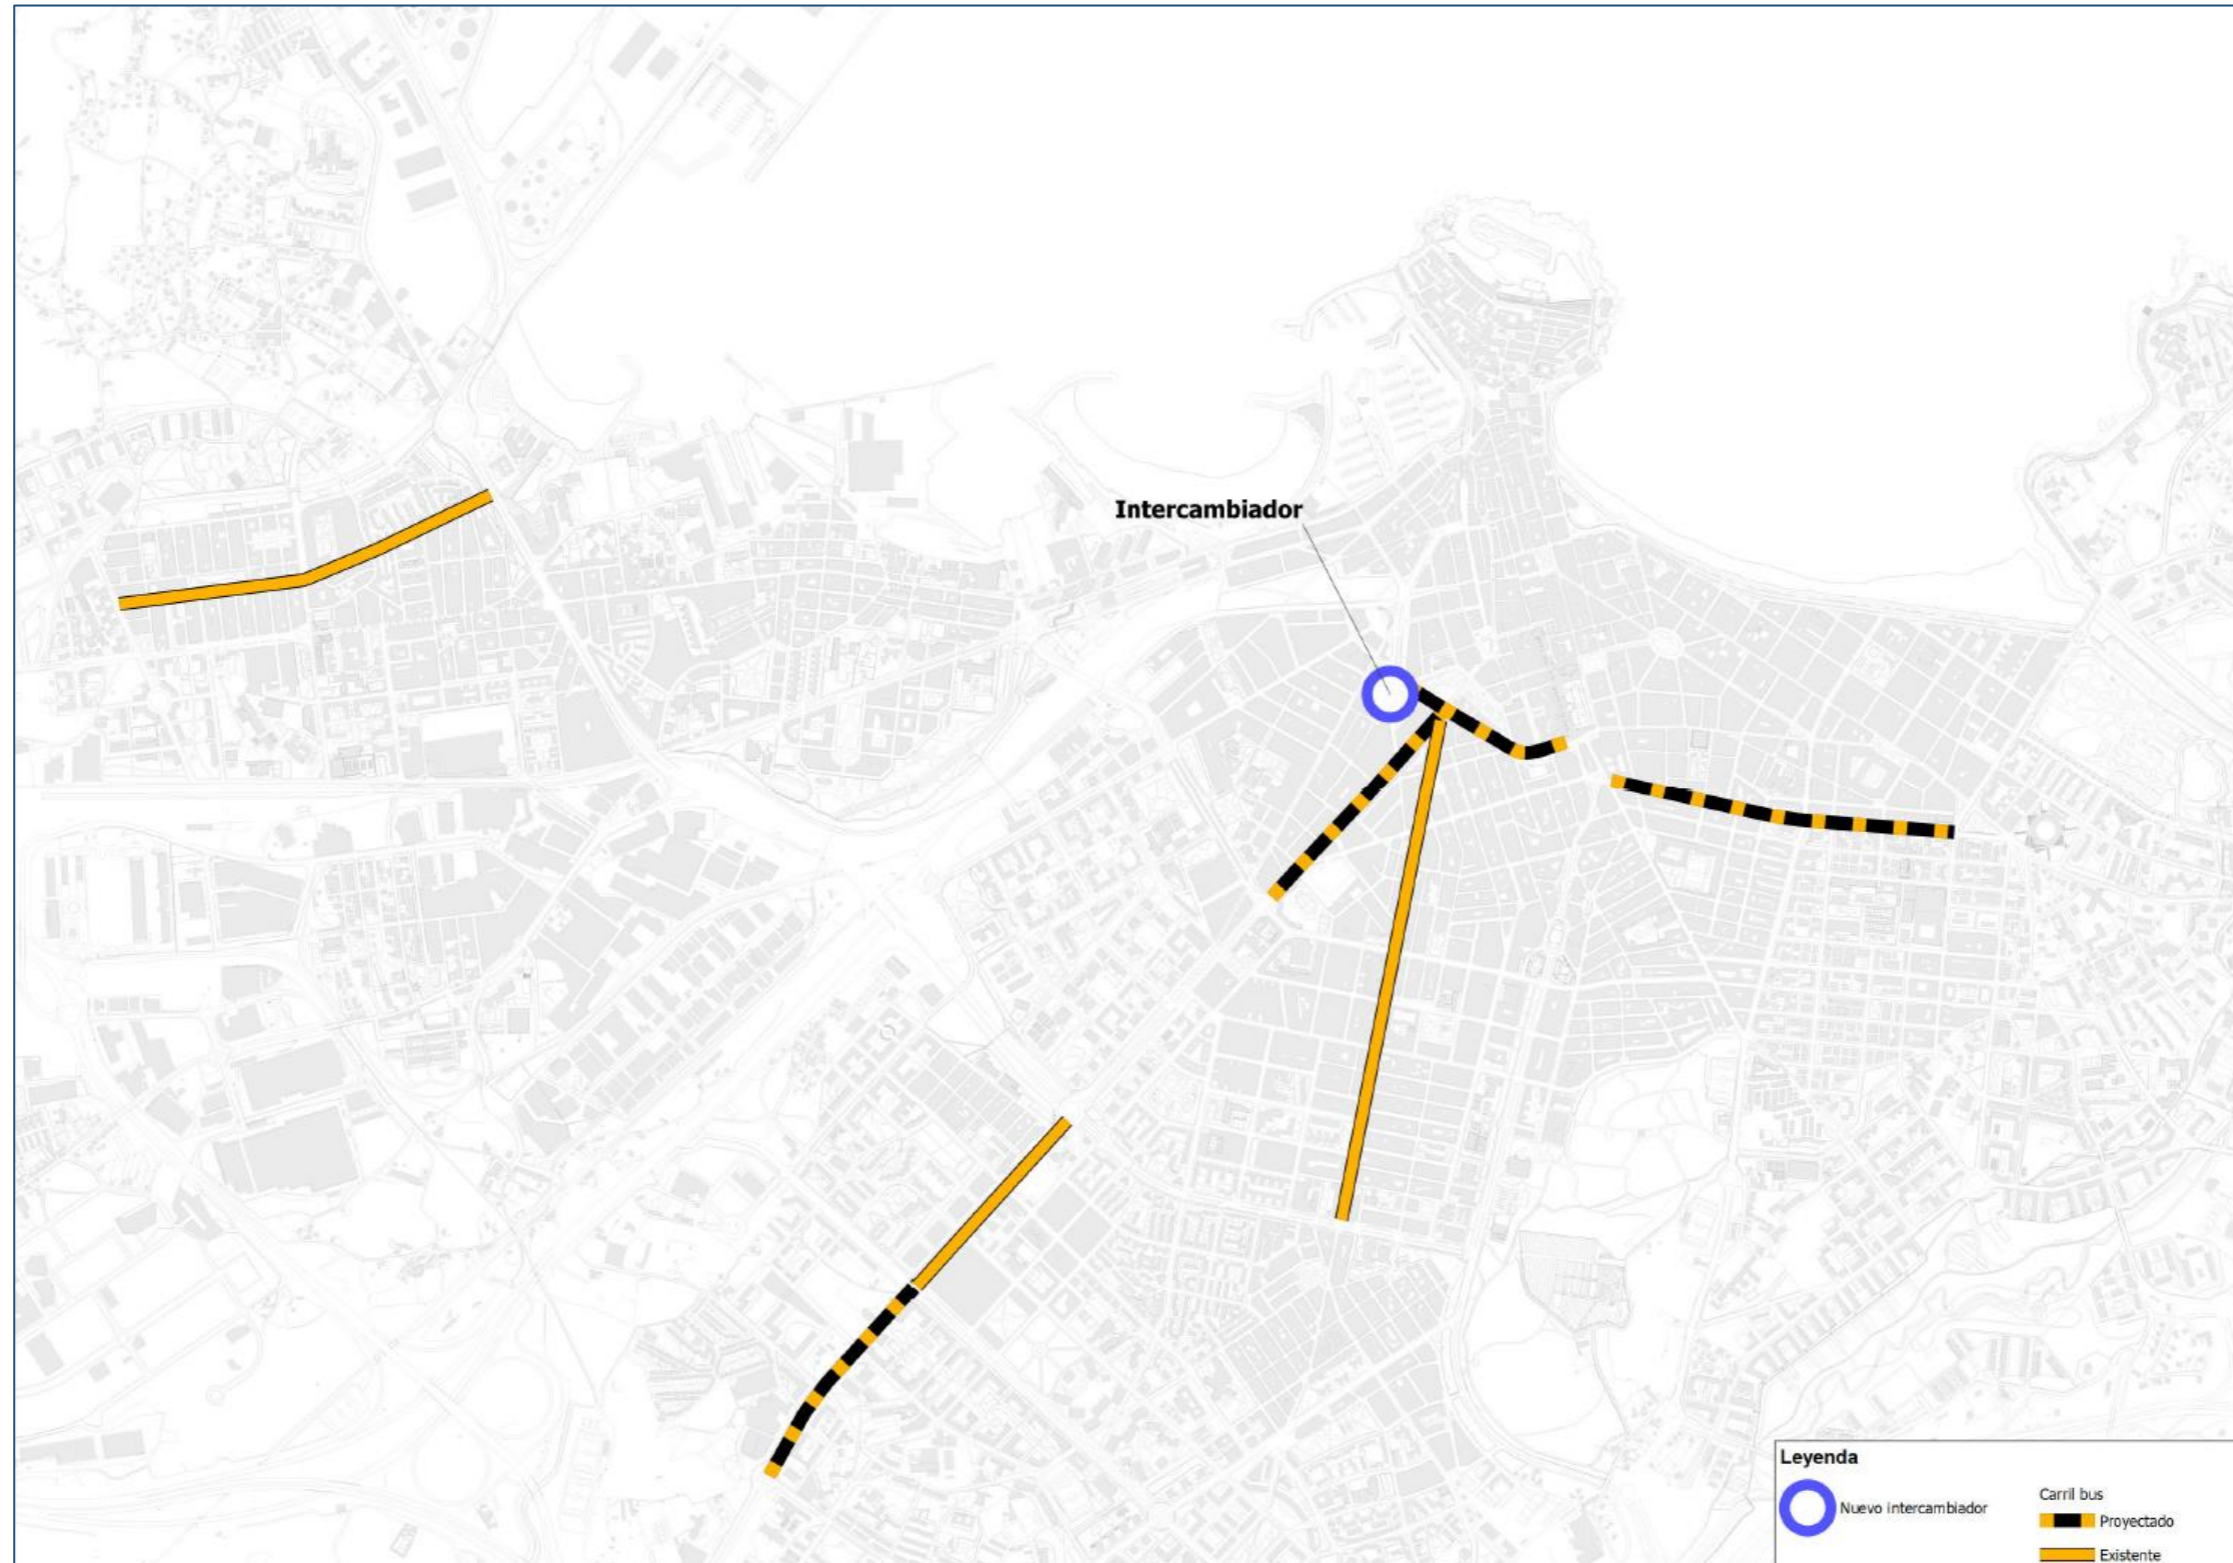 Intercambiador
Leyenda
Nuevo intercambiador
Carril bus
Proyectado
Existente